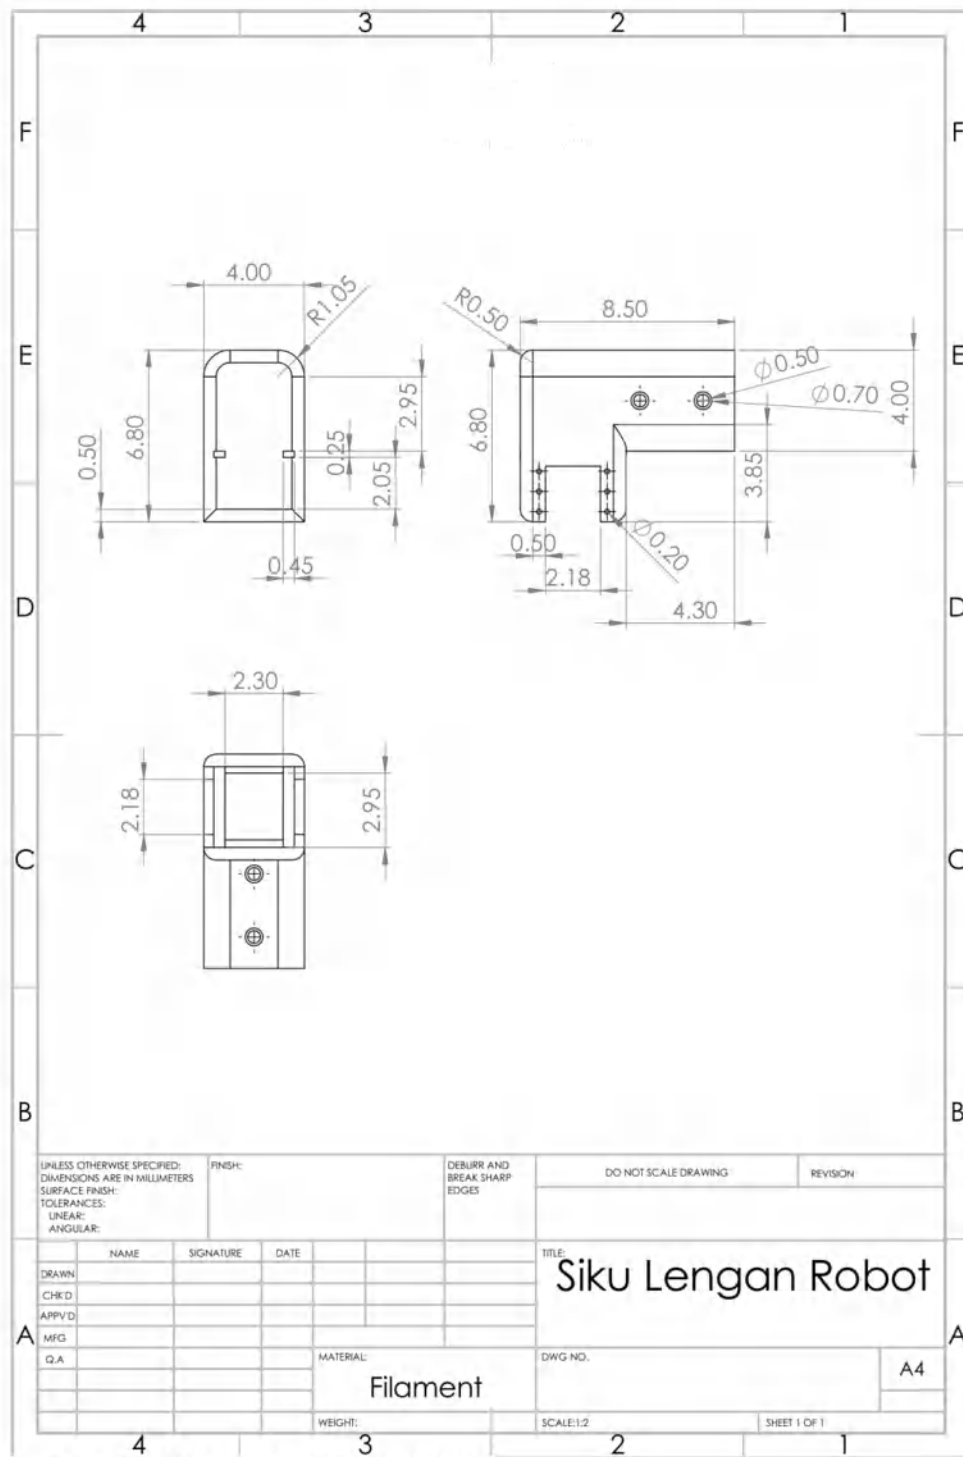 4 3 2 1
F F
4.00
R1.05
6.80
0.50
2.95
0.25
2.05
0.45
R0.50
8.50
Ø0.50
Ø0.70
4.00
6.80
3.85
0.50
Ø0.20
2.18
4.30
E E
D D
2.30
2.18
2.95
C C
B B
UNLESS OTHERWISE SPECIFIED:
DIMENSIONS ARE IN MILLIMETERS
SURFACE FINISH:
TOLERANCES:
LINEAR:
ANGULAR:
FINISH:
DEBURR AND
BREAK SHARP
EDGES
DO NOT SCALE DRAWING
REVISION
NAME SIGNATURE DATE
DRAWN
CHK'D
APPV'D
MFG
Q.A
TITLE:
Siku Lengan Robot
A A
MATERIAL:
Filament
DWG NO.
A4
WEIGHT:
SCALE:1:2
SHEET 1 OF 1
4 3 2 1